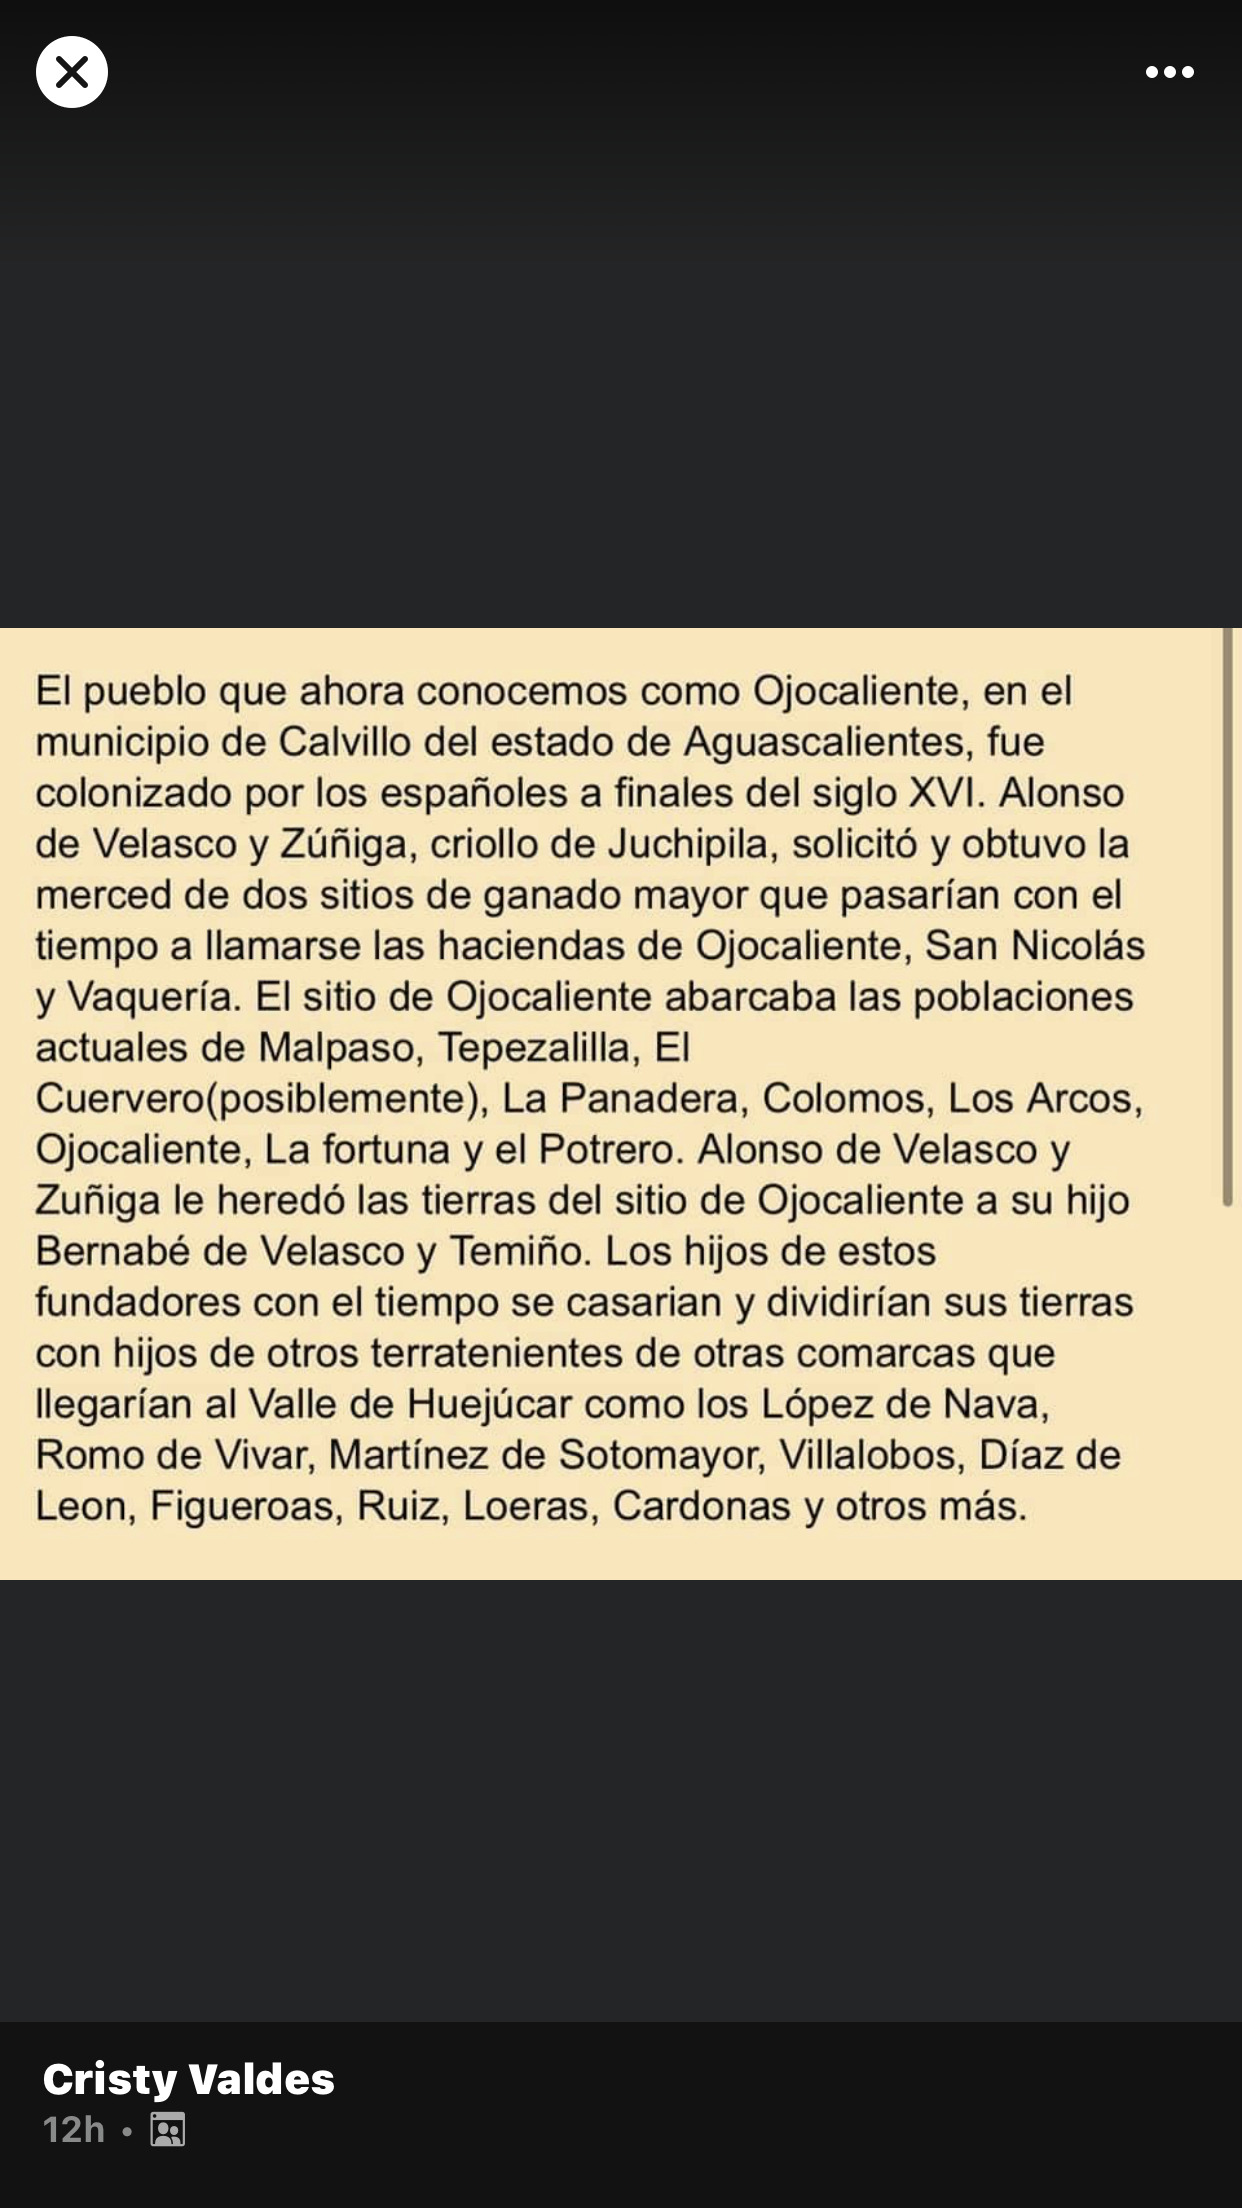 El pueblo que ahora conocemos como Ojocaliente, en el
municipio de Calvillo del estado de Aguascalientes, fue
colonizado por los españoles a finales del siglo XVI. Alonso
de Velasco y Zúñiga, criollo de Juchipila, solicitó y obtuvo la
merced de dos sitios de ganado mayor que pasarían con el
tiempo a llamarse las haciendas de Ojocaliente, San Nicolás
y Vaquería. El sitio de Ojocaliente abarcaba las poblaciones
actuales de Malpaso, Tepezalilla, El
Cuervero(posiblemente), La Panadera, Colomos, Los Arcos,
Ojocaliente, La fortuna y el Potrero. Alonso de Velasco y
Zuñiga le heredó las tierras del sitio de Ojocaliente a su hijo
Bernabé de Velasco y Temiño. Los hijos de estos
fundadores con el tiempo se casarian y dividirían sus tierras
con hijos de otros terratenientes de otras comarcas que
llegarían al Valle de Huejúcar como los López de Nava,
Romo de Vivar, Martínez de Sotomayor, Villalobos, Díaz de
Leon, Figueroas, Ruiz, Loeras, Cardonas y otros más.
Cristy Valdes
12h •